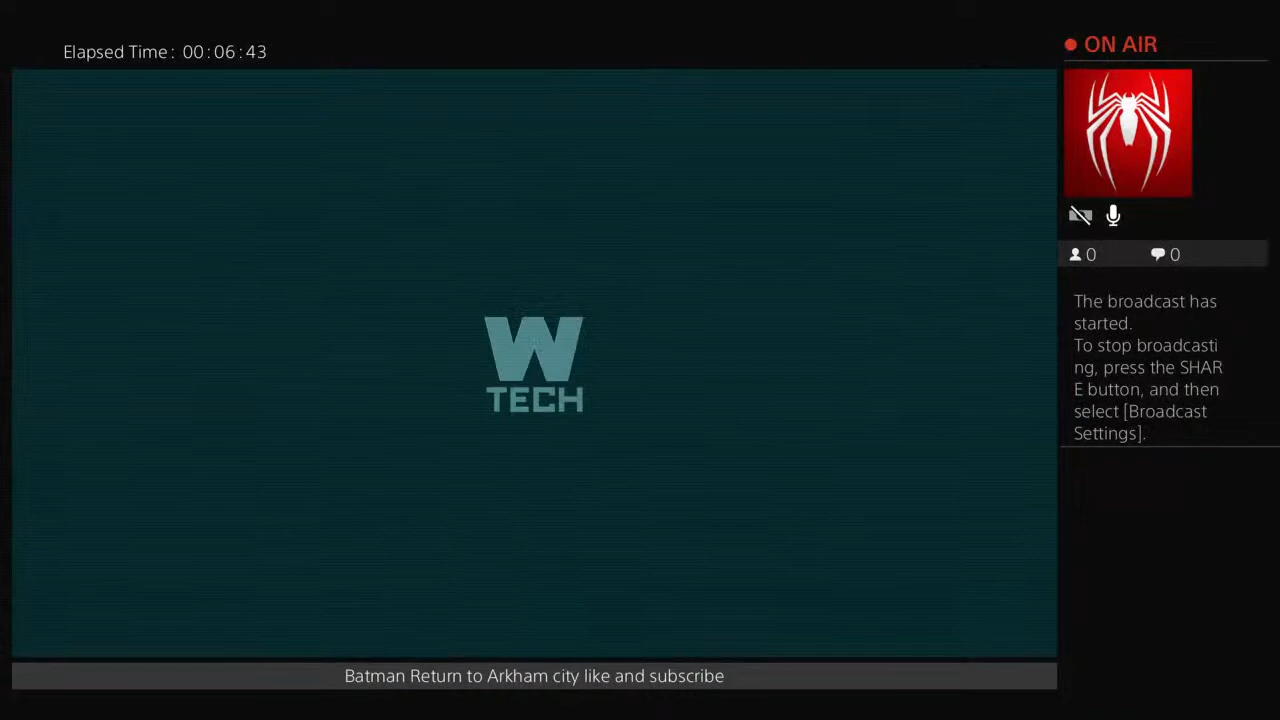 Elapsed Time: 00:06:43
ON AIR
W
TECH
0 0
The broadcast has
started.
To stop broadcasti
ng, press the SHAR
E button, and then
select [Broadcast
Settings].
Batman Return to Arkham city like and subscribe